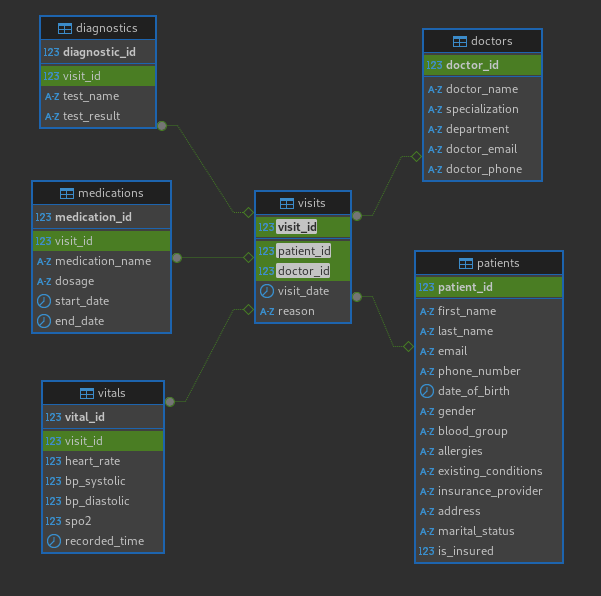 diagnostics
123 diagnostic_id
123 visit_id
A-Z test_name
A-Z test_result
doctors
123 doctor_id
A-Z doctor_name
A-Z specialization
A-Z department
A-Z doctor_email
A-Z doctor_phone
medications
123 medication_id
123 visit_id
A-Z medication_name
A-Z dosage
start_date
end_date
visits
123 visit_id
123 patient_id
123 doctor_id
visit_date
A-Z reason
patients
123 patient_id
A-Z first_name
A-Z last_name
A-Z email
A-Z phone_number
date_of_birth
A-Z gender
A-Z blood_group
A-Z allergies
A-Z existing_conditions
A-Z insurance_provider
A-Z address
A-Z marital_status
123 is_insured
vitals
123 vital_id
123 visit_id
123 heart_rate
123 bp_systolic
123 bp_diastolic
123 spo2
recorded_time